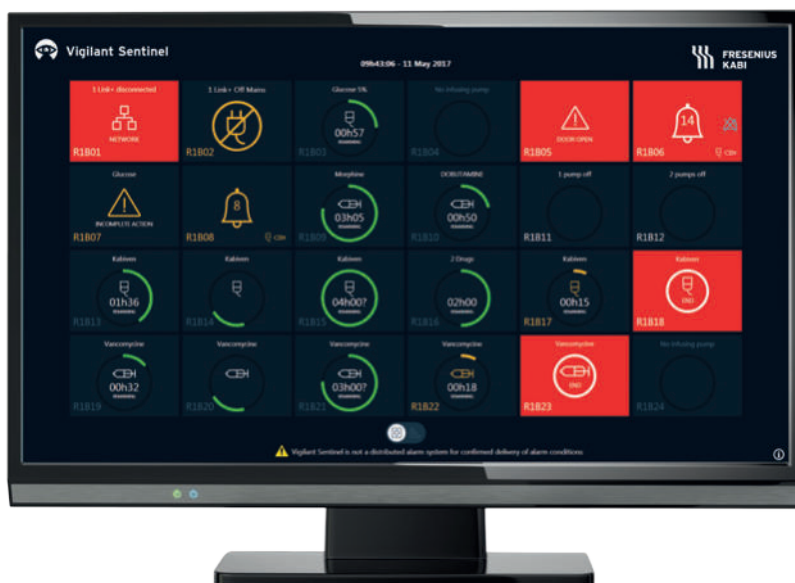 Vigilant Sentinel
09h43:06 - 11 May 2017
FRESENIUS
KABI
1 Link+ disconnected
NETWORK
R1B01
1 Link+ Off Mains
R1B02
Glucose 5%
00h57
R1B03
No infusing pump
R1B04
DOOR OPEN
R1B05
14
R1B06
Glucose
INCOMPLETE ACTION
R1B07
8
R1B08
Morphine
03h05
R1B09
DOBUTAMINE
00h50
R1B10
1 pump off
R1B11
2 pumps off
R1B12
Kabiven
01h36
R1B13
Kabiven
R1B14
Kabiven
04h00?
R1B15
2 Drugs
02h00
R1B16
Kabiven
00h15
R1B17
Kabiven
END
R1B18
Vancomycine
00h32
R1B19
Vancomycine
R1B20
Vancomycine
03h00?
R1B21
Vancomycine
00h18
R1B22
Vancomycine
END
R1B23
No infusing pump
R1B24
Vigilant Sentinel is not a distributed alarm system for confirmed delivery of alarm conditions